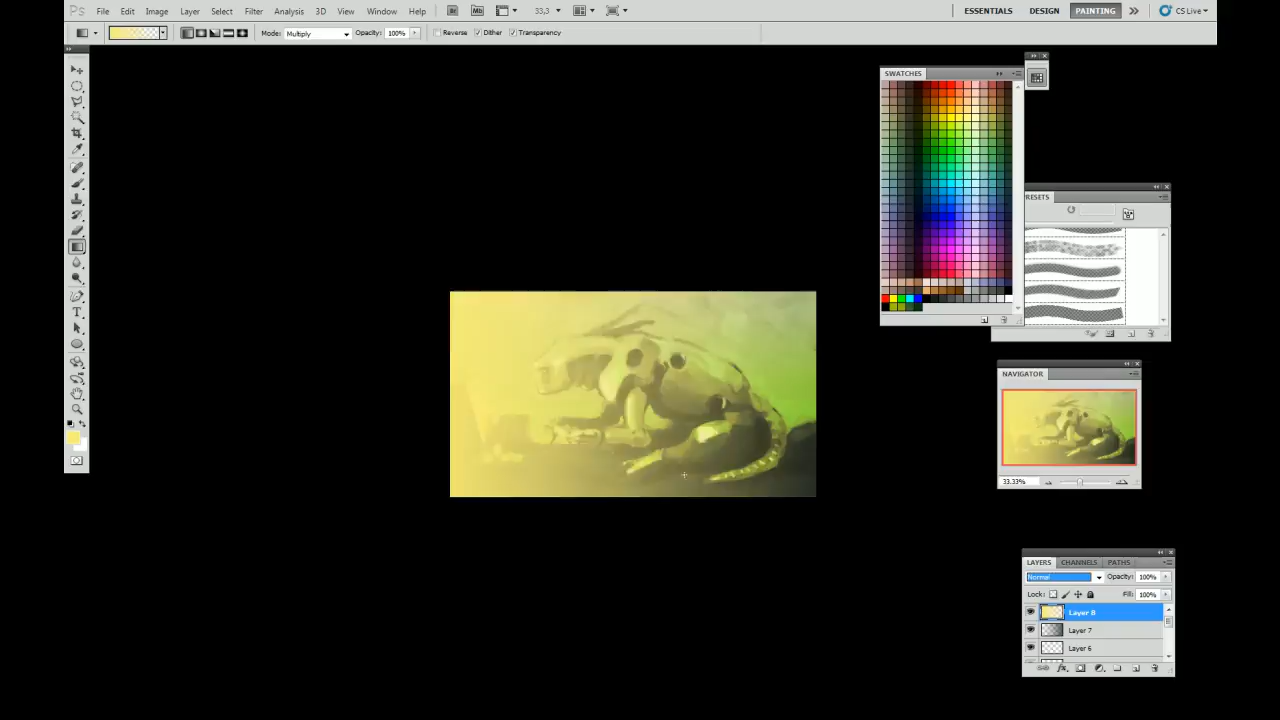 Ps File Edit Image Layer Select Filter Analysis 3D View Window Help Br Mb 33,3 ESSENTIALS DESIGN PAINTING CS Live
Mode: Multiply Opacity: 100% Reverse Dither Transparency
SWATCHES
RESETS
NAVIGATOR
33.33%
LAYERS CHANNELS PATHS
Normal Opacity: 100%
Lock: Fill: 100%
Layer 8
Layer 7
Layer 6